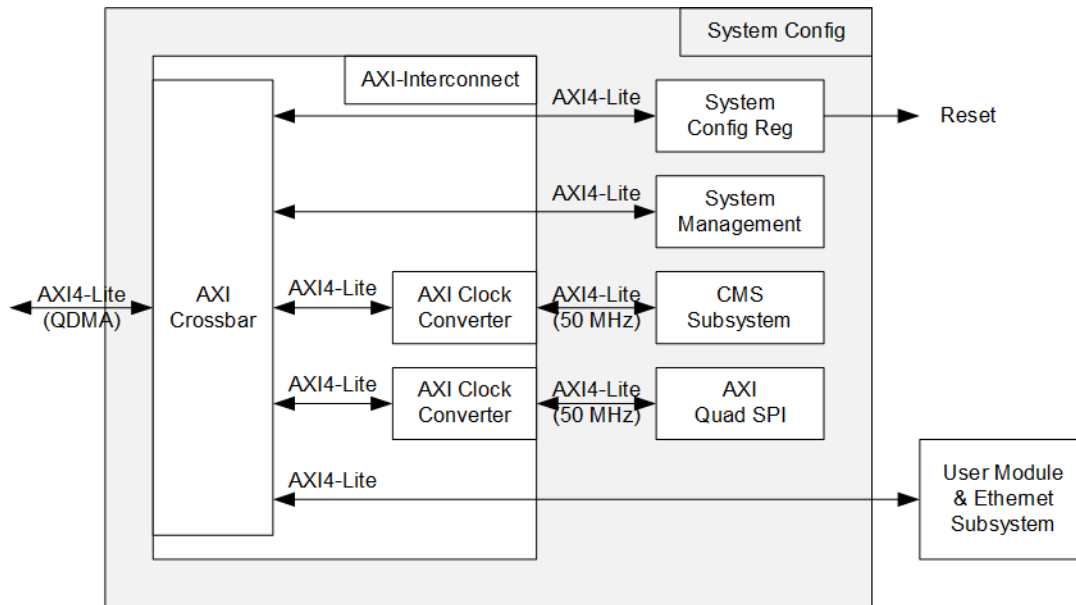 System Config
AXI-Interconnect
AXI4-Lite
System
Config Reg
Reset
AXI4-Lite
System
Management
AXI4-Lite
(QDMA)
AXI
Crossbar
AXI4-Lite
AXI Clock
Converter
AXI4-Lite
(50 MHz)
CMS
Subsystem
AXI4-Lite
AXI Clock
Converter
AXI4-Lite
(50 MHz)
AXI
Quad SPI
AXI4-Lite
User Module
& Ethernet
Subsystem